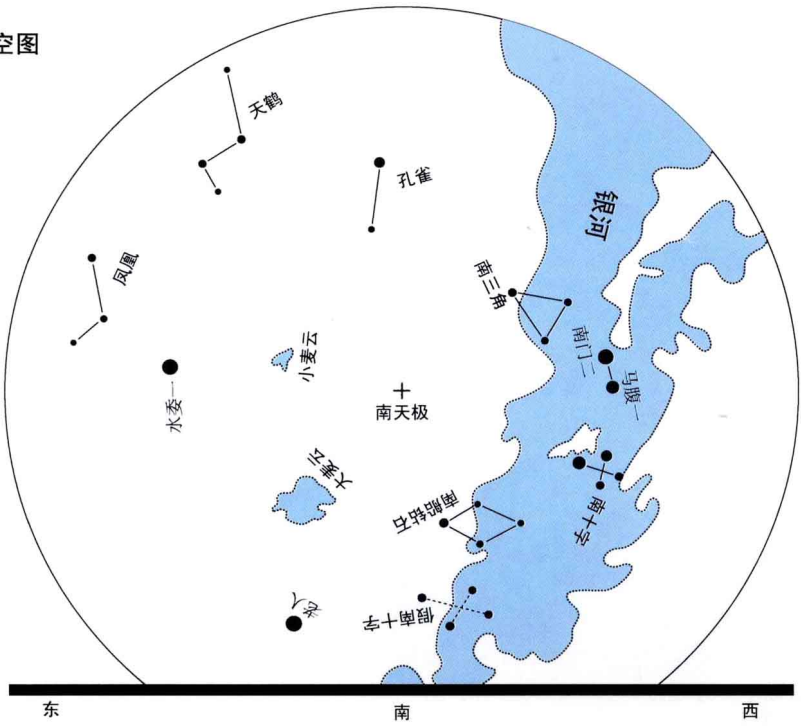 空图
天鹤
孔雀
银河
凤凰
南三角
小麦云
南门二
马腹一
水委一
南天极
大麦云
南船钻石
南十字
老人
假南十字
东
南
西